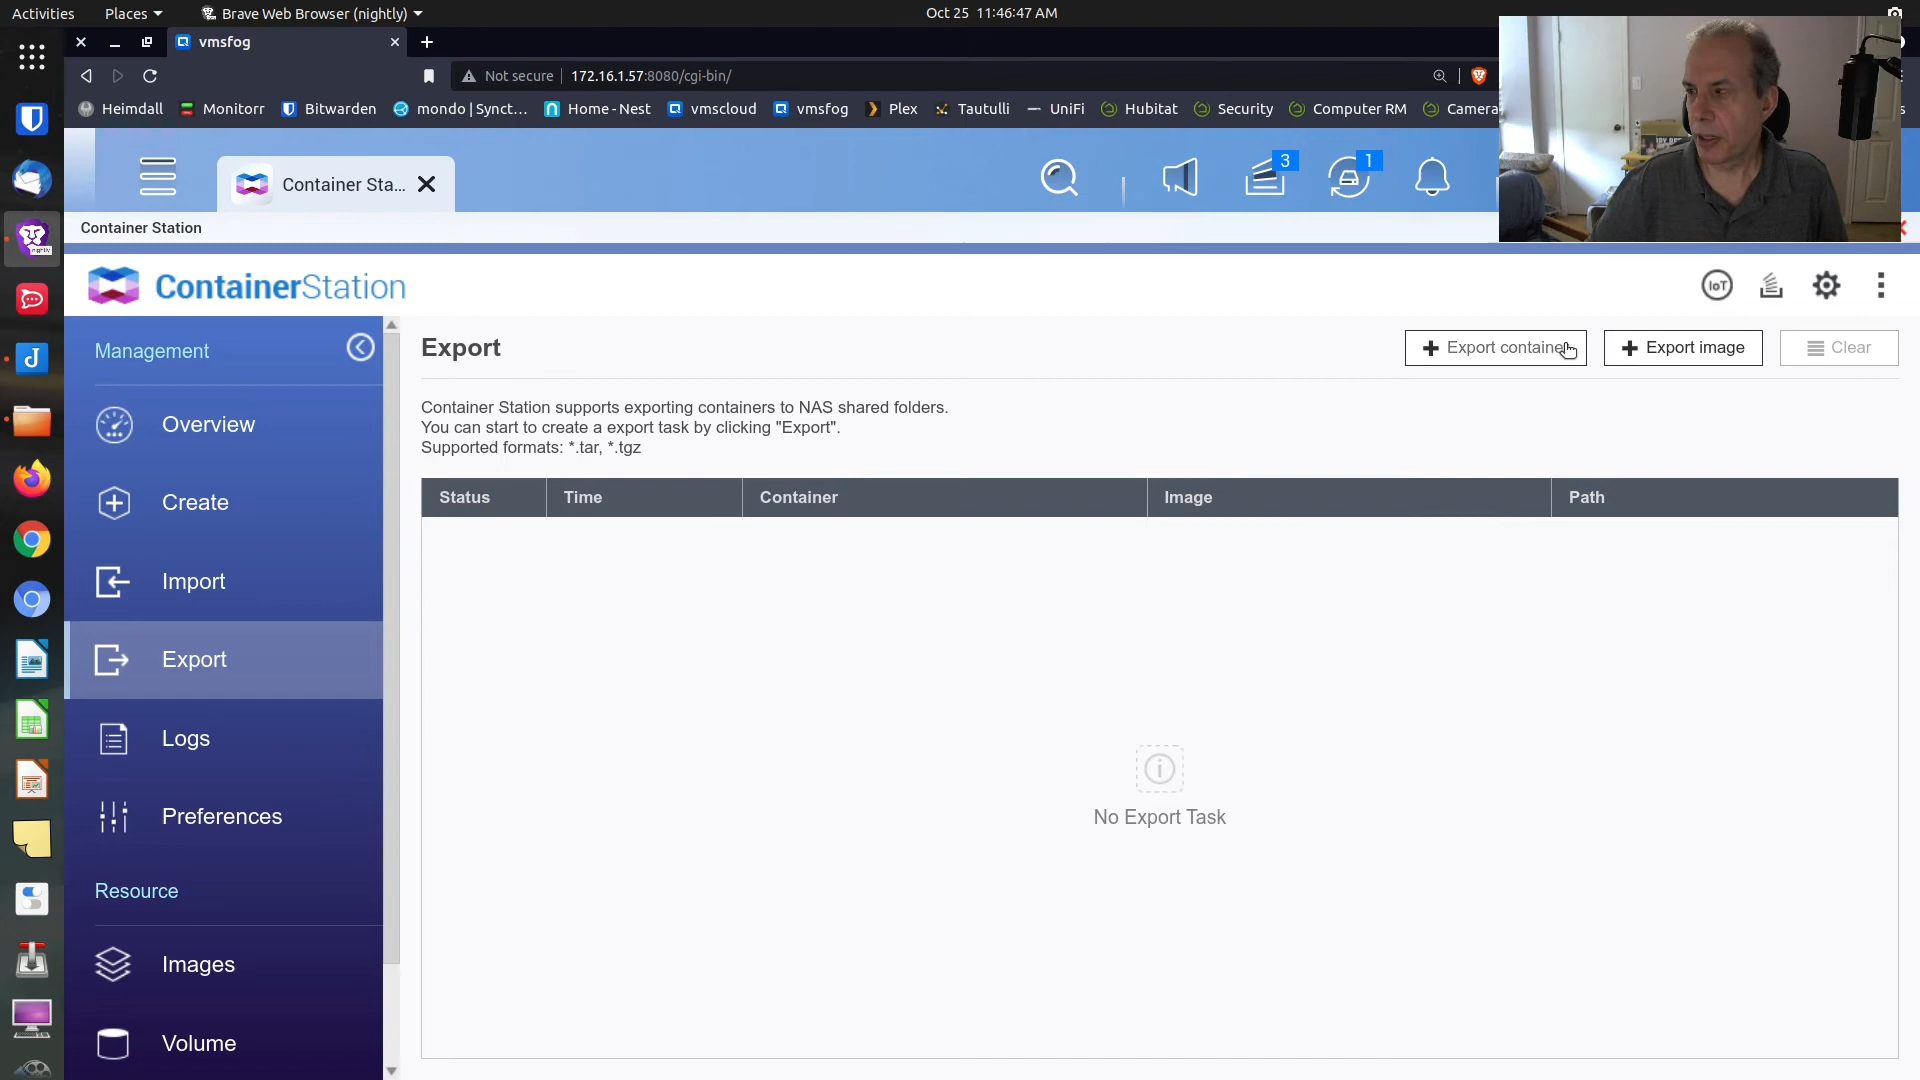 Activities
Places
Brave Web Browser (nightly)
Oct 25 11:46:47 AM
vmsfog
Not secure
172.16.1.57:8080/cgi-bin/
Heimdall
Monitorr
Bitwarden
mondo | Synct...
Home - Nest
vmscloud
vmsfog
Plex
Tautulli
UniFi
Hubitat
Security
Computer RM
Camera
Container Sta...
3
1
Container Station
ContainerStation
IoT
Management
Export
Export container
Export image
Clear
Overview
Create
Import
Export
Logs
Preferences
Resource
Images
Volume
Container Station supports exporting containers to NAS shared folders.
You can start to create a export task by clicking "Export".
Supported formats: *.tar, *.tgz
Status
Time
Container
Image
Path
No Export Task
nightly